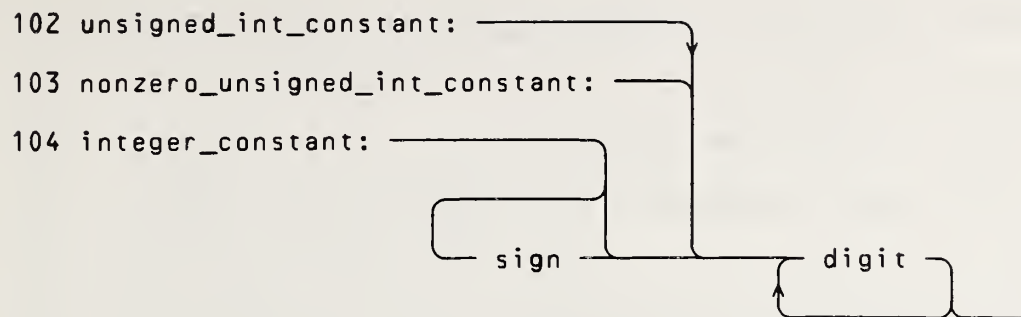 102 unsigned_int_constant:
103 nonzero_unsigned_int_constant:
104 integer_constant:
sign digit